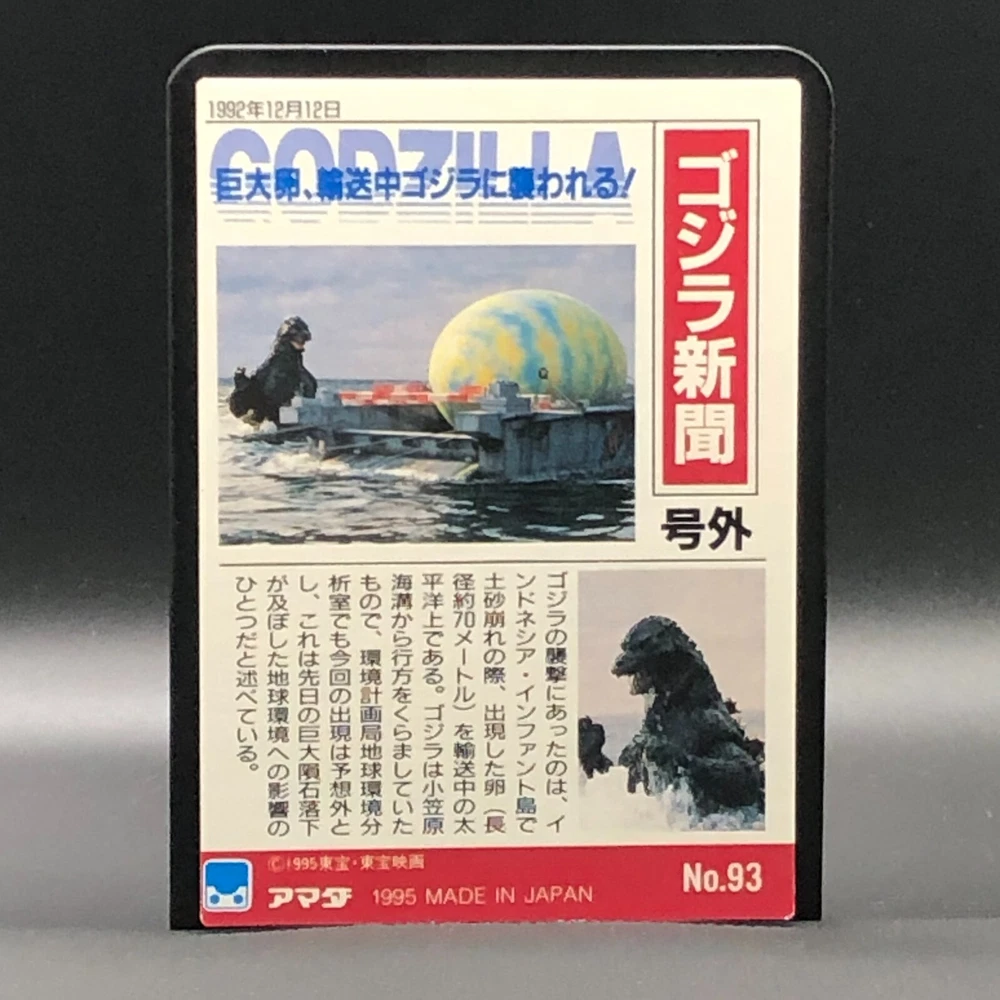 1992年12月12日
GODZILLA
巨大卵、輸送中ゴジラに襲われる!
ゴジラ新聞
号外
ゴジラの襲撃にあったのは、イ
ンドネシア・インファント島で
土砂崩れの際、出現した卵(長
径約70メートル)を輸送中の太
平洋上である。ゴジラは小笠原
海溝から行方をくらましていた
もので、環境計画局地球環境分
析室でも今回の出現は予想外と
し、これは先日の巨大隕石落下
が及ぼした地球環境への影響の
ひとつだと述べている。
©1995東宝・東宝映画
アマダ 1995 MADE IN JAPAN
No.93